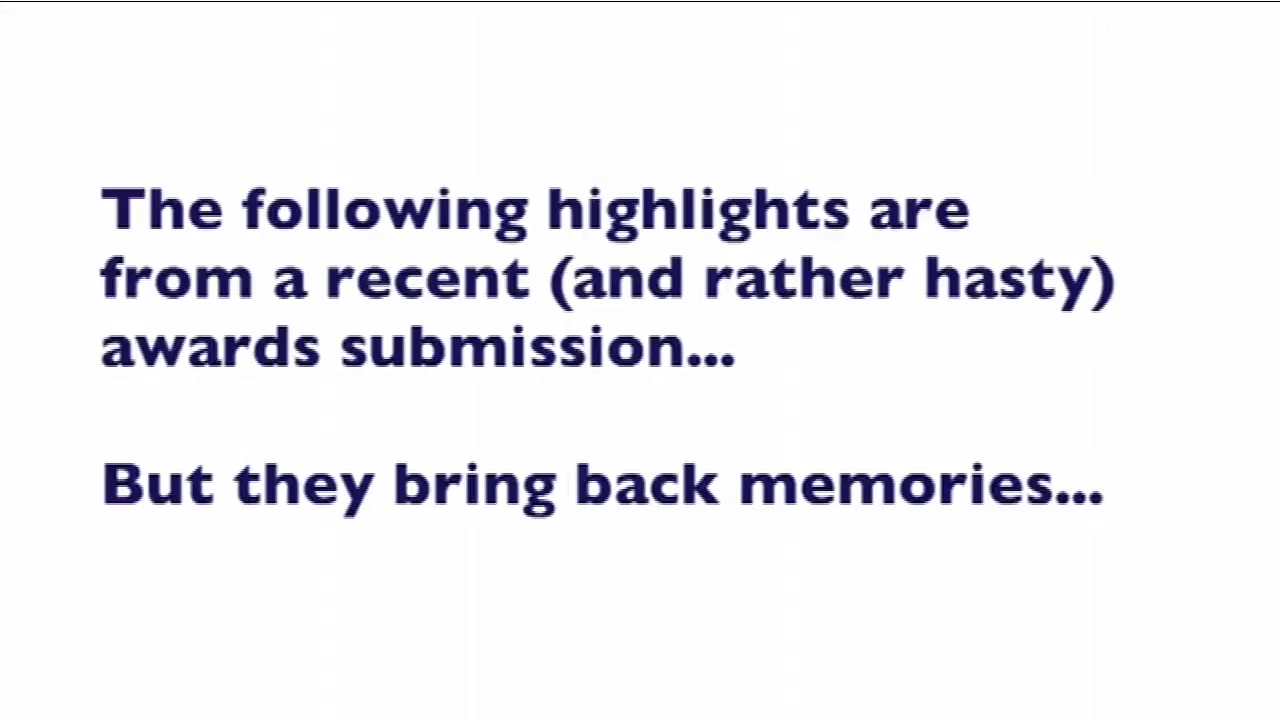 The following highlights are
from a recent (and rather hasty)
awards submission...
But they bring back memories...